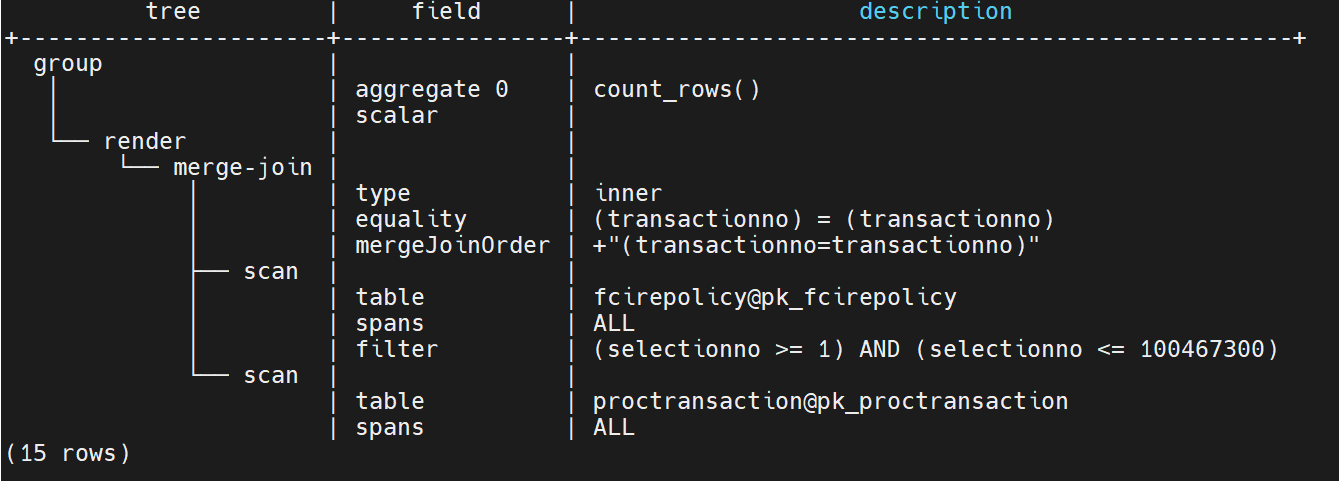 tree | field | description
+----------------------+----------------+---------------------------------------------------+
group | |
│ | aggregate 0 | count_rows()
│ | scalar |
└── render | |
└── merge-join | |
│ | type | inner
│ | equality | (transactionno) = (transactionno)
│ | mergeJoinOrder | +"(transactionno=transactionno)"
├── scan | |
│ | table | fcirepolicy@pk_fcirepolicy
│ | spans | ALL
│ | filter | (selectionno >= 1) AND (selectionno <= 100467300)
└── scan | |
| table | proctransaction@pk_proctransaction
| spans | ALL
(15 rows)